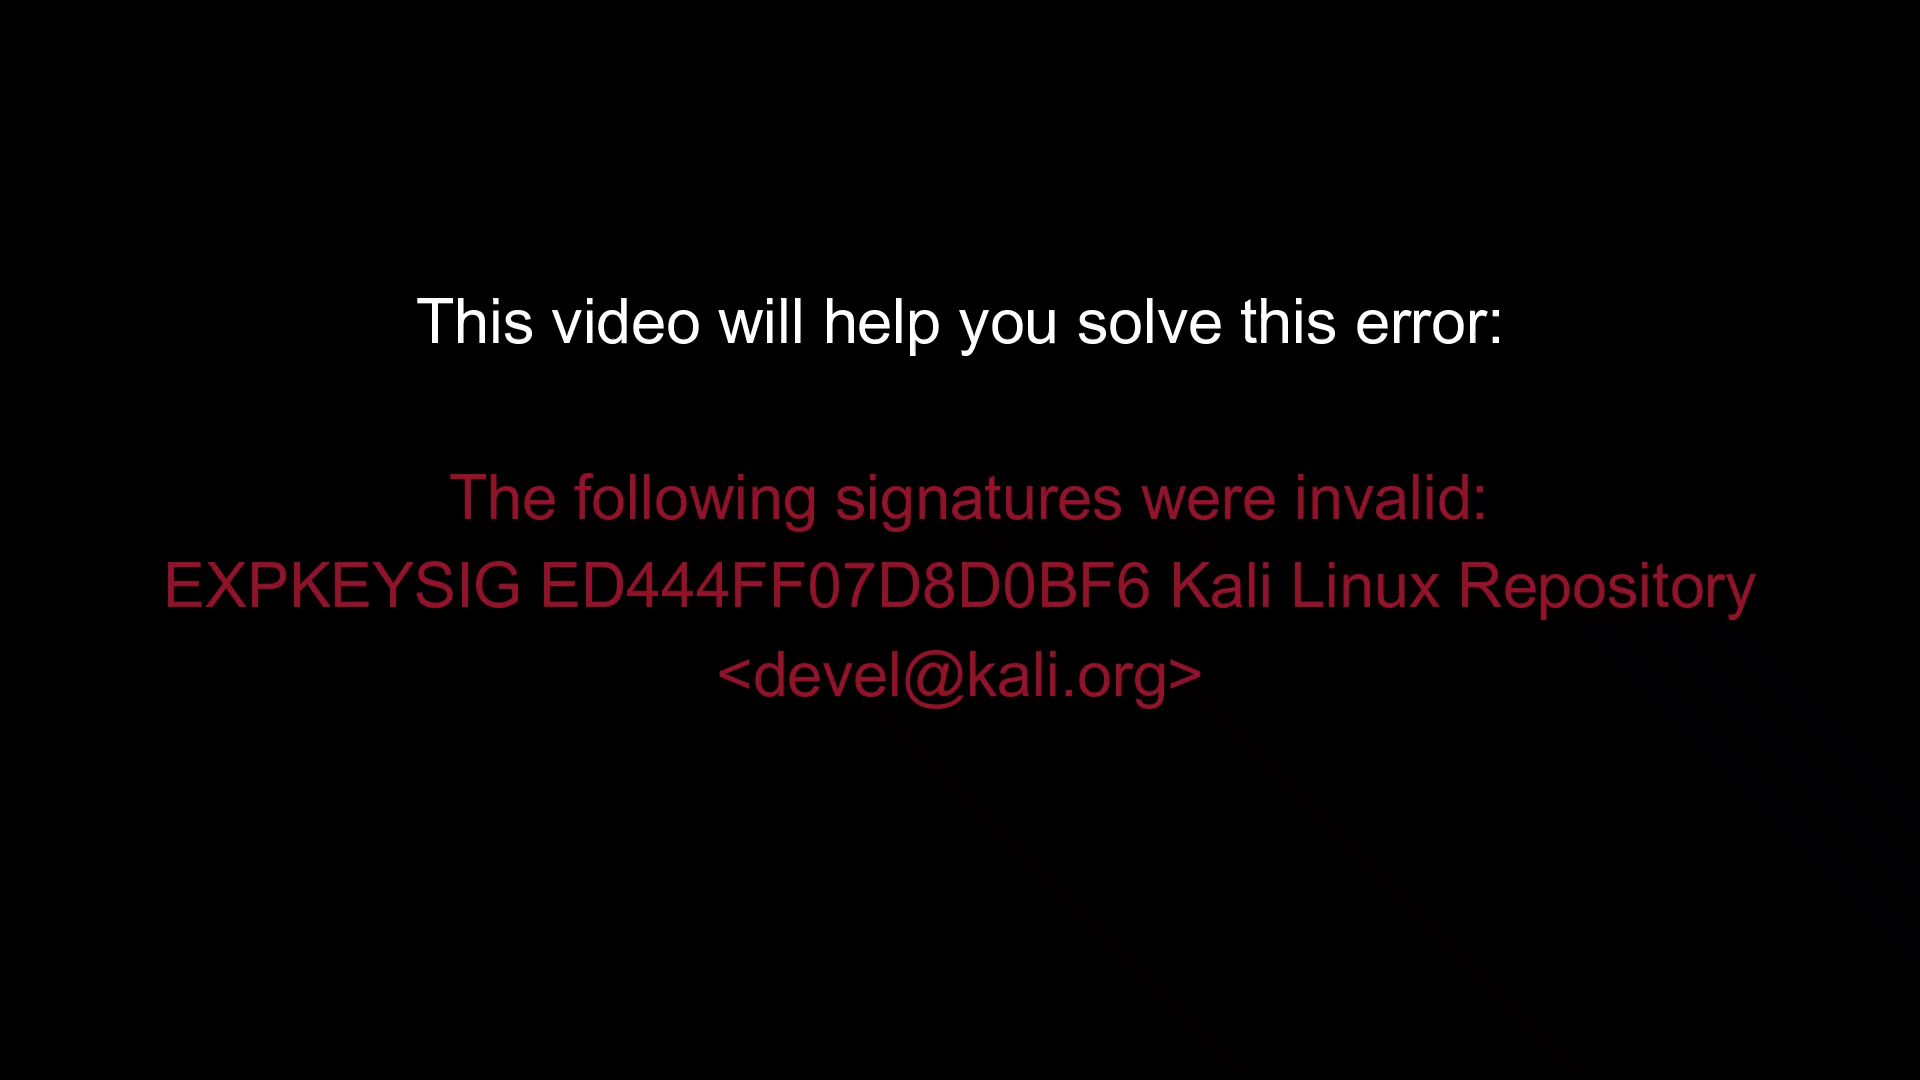 This video will help you solve this error:
The following signatures were invalid:
EXPKEYSIG ED444FF07D8D0BF6 Kali Linux Repository
<devel@kali.org>